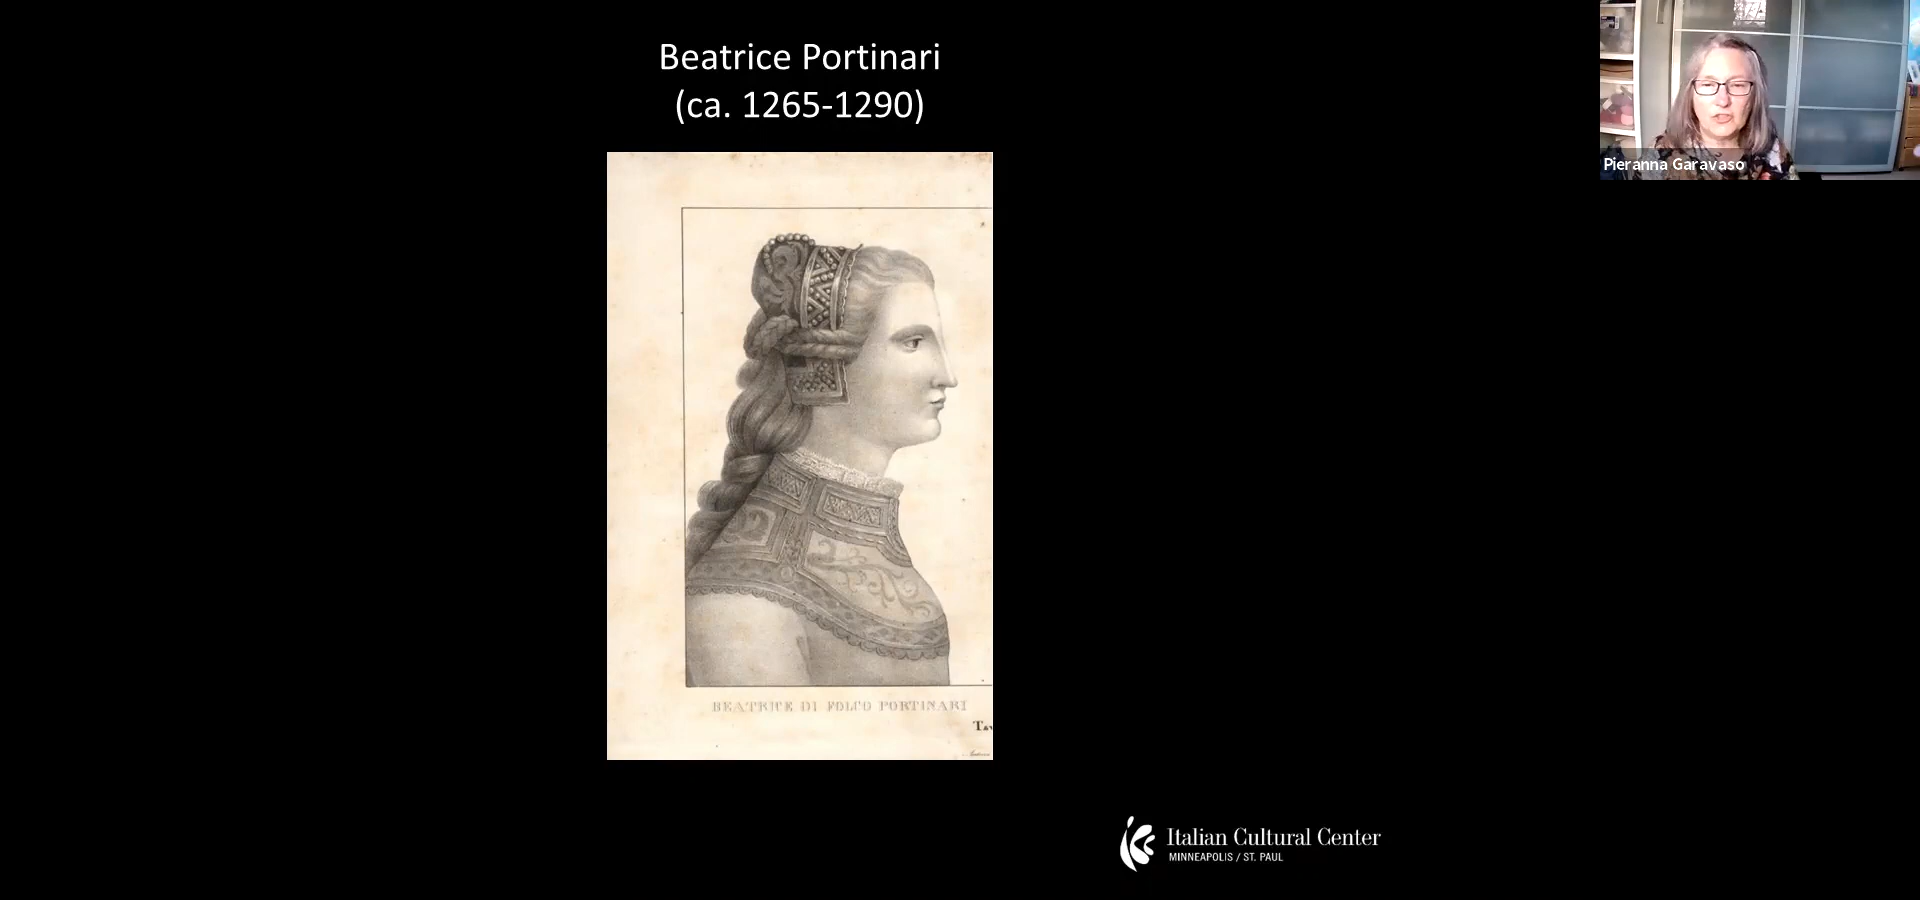 Beatrice Portinari
(ca. 1265-1290)
Pieranna Garavaso
BEATRICE DI FOLCO PORTINARI
Italian Cultural Center
MINNEAPOLIS / ST. PAUL